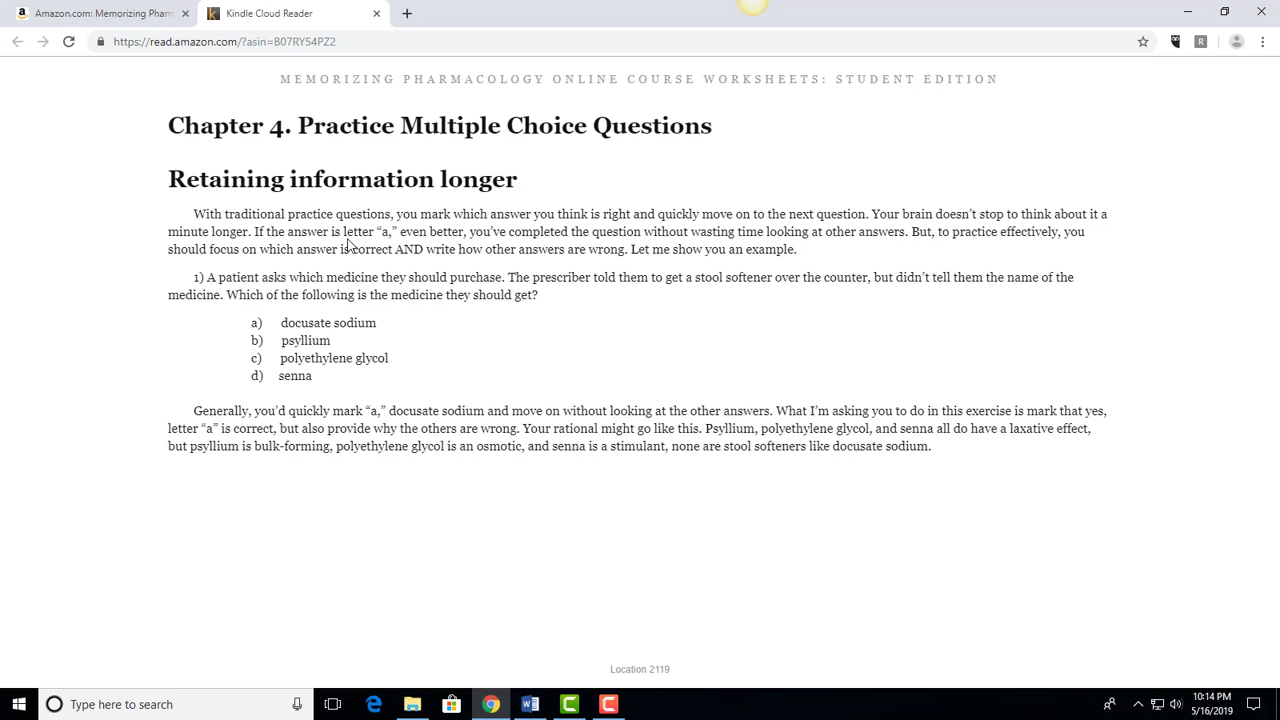 Amazon.com: Memorizing Pharm
Kindle Cloud Reader
https://read.amazon.com/?asin=B07RY54PZ2
MEMORIZING PHARMACOLOGY ONLINE COURSE WORKSHEETS: STUDENT EDITION
Chapter 4. Practice Multiple Choice Questions
Retaining information longer
With traditional practice questions, you mark which answer you think is right and quickly move on to the next question. Your brain doesn’t stop to think about it a
minute longer. If the answer is letter “a,” even better, you’ve completed the question without wasting time looking at other answers. But, to practice effectively, you
should focus on which answer is correct AND write how other answers are wrong. Let me show you an example.
1) A patient asks which medicine they should purchase. The prescriber told them to get a stool softener over the counter, but didn’t tell them the name of the
medicine. Which of the following is the medicine they should get?
a) docusate sodium
b) psyllium
c) polyethylene glycol
d) senna
Generally, you’d quickly mark “a,” docusate sodium and move on without looking at the other answers. What I’m asking you to do in this exercise is mark that yes,
letter “a” is correct, but also provide why the others are wrong. Your rational might go like this. Psyllium, polyethylene glycol, and senna all do have a laxative effect,
but psyllium is bulk-forming, polyethylene glycol is an osmotic, and senna is a stimulant, none are stool softeners like docusate sodium.
Location 2119
Type here to search
10:14 PM
5/16/2019